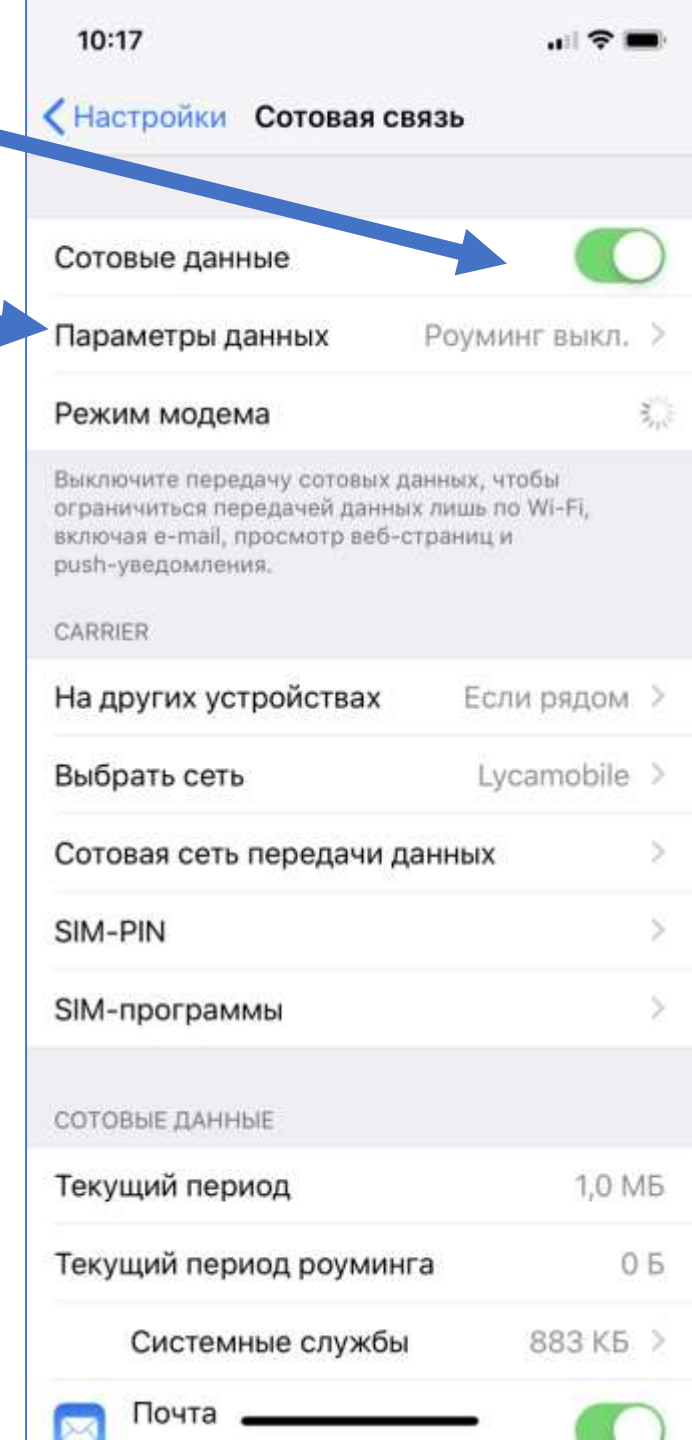 10:17
Настройки Сотовая связь
Сотовые данные
Параметры данных Роуминг выкл.
Режим модема
Выключите передачу сотовых данных, чтобы
ограничиться передачей данных лишь по Wi-Fi,
включая e-mail, просмотр веб-страниц и
push-уведомления.
CARRIER
На других устройствах Если рядом
Выбрать сеть Lycamobile
Сотовая сеть передачи данных
SIM-PIN
SIM-программы
СОТОВЫЕ ДАННЫЕ
Текущий период 1,0 МБ
Текущий период роуминга 0 Б
Системные службы 883 КБ
Почта